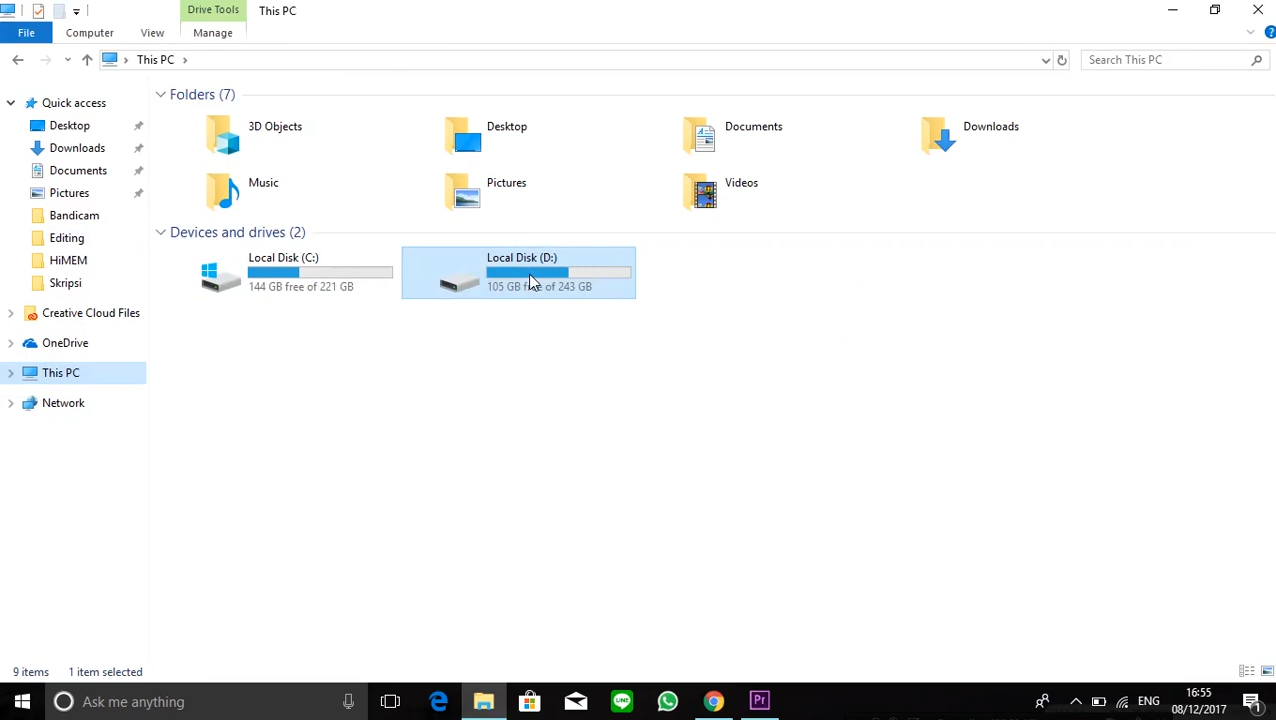 Drive Tools
This PC
File
Computer
View
Manage
This PC
Search This PC
Quick access
Desktop
Downloads
Documents
Pictures
Bandicam
Editing
HiMEM
Skripsi
Creative Cloud Files
OneDrive
This PC
Network
Folders (7)
3D Objects
Desktop
Documents
Downloads
Music
Pictures
Videos
Devices and drives (2)
Local Disk (C:)
144 GB free of 221 GB
Local Disk (D:)
105 GB free of 243 GB
9 items
1 item selected
Ask me anything
LINE
Pr
ENG
16:55
08/12/2017
1